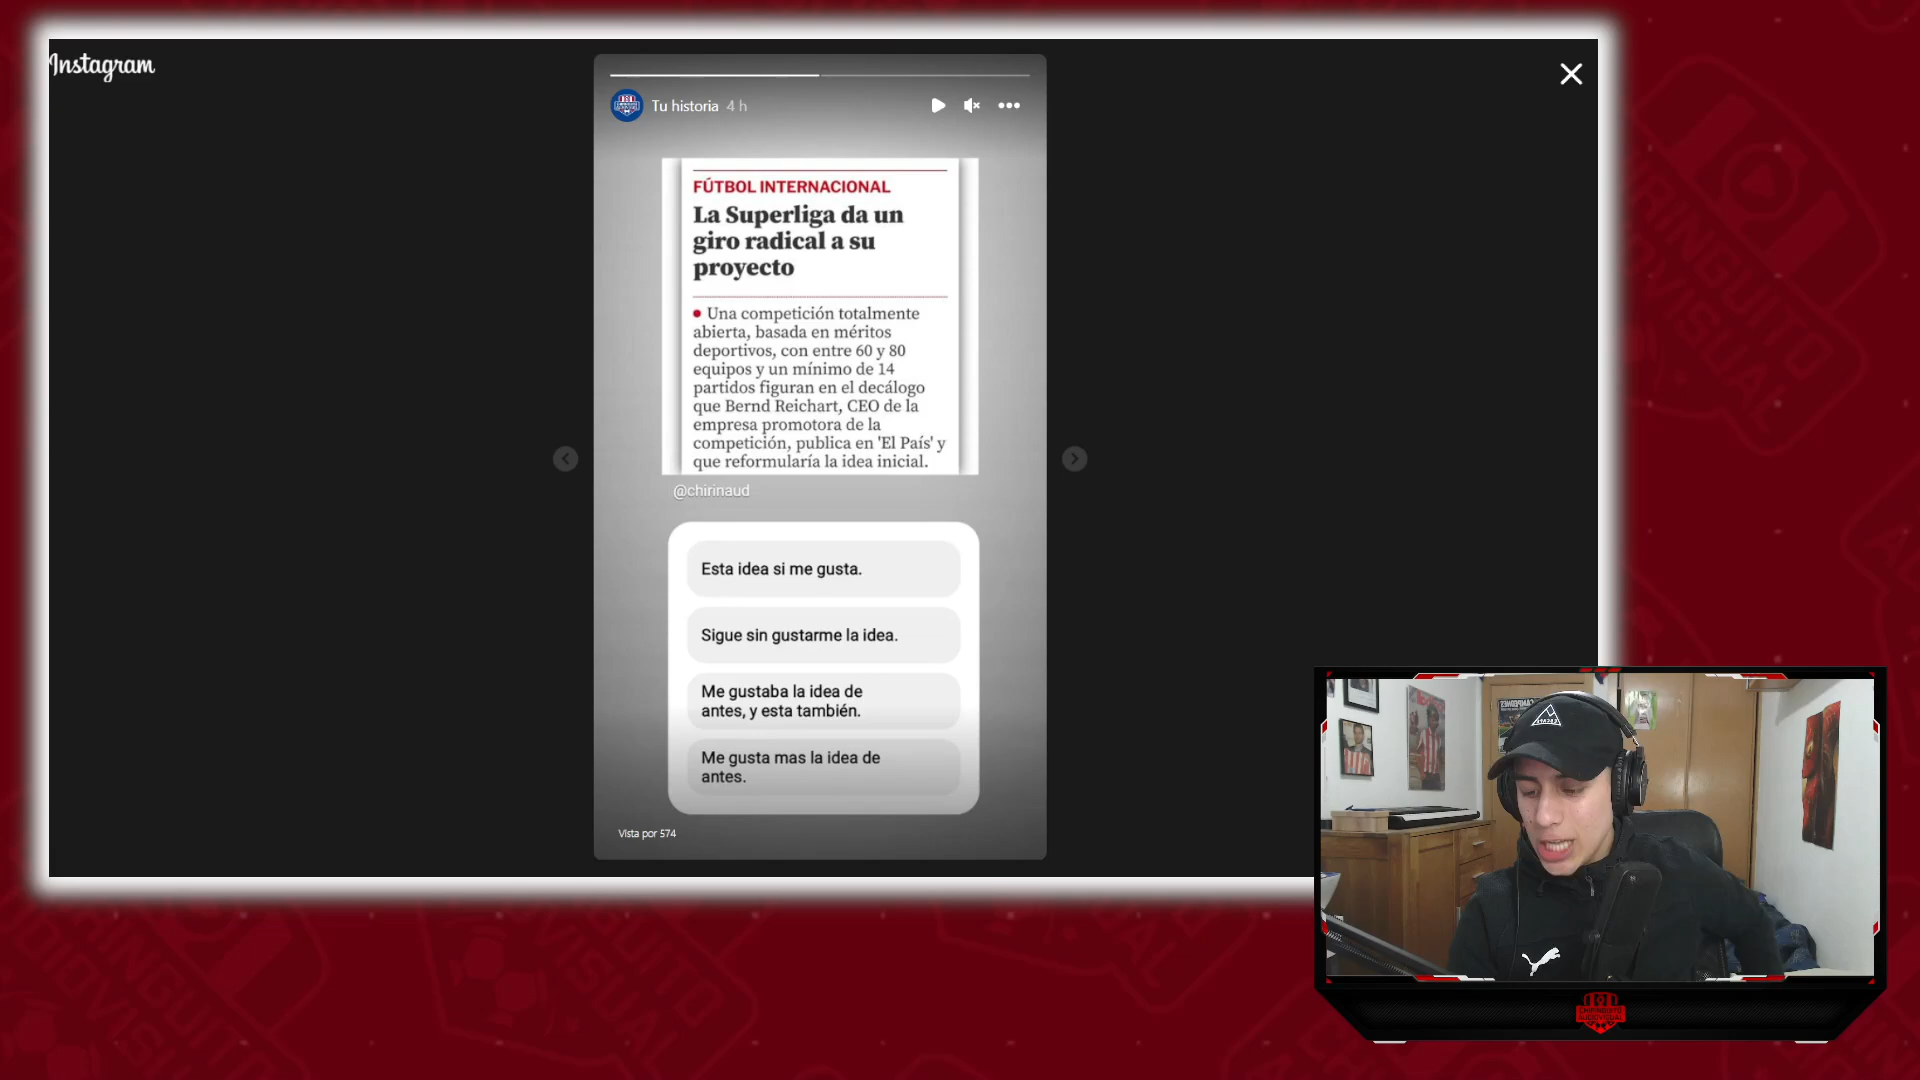 Instagram
Tu historia 4 h
FÚTBOL INTERNACIONAL
La Superliga da un
giro radical a su
proyecto
• Una competición totalmente
abierta, basada en méritos
deportivos, con entre 60 y 80
equipos y un mínimo de 14
partidos figuran en el decálogo
que Bernd Reichart, CEO de la
empresa promotora de la
competición, publica en 'El País' y
que reformularía la idea inicial.
@chirinaud
Esta idea si me gusta.
Sigue sin gustarme la idea.
Me gustaba la idea de
antes, y esta también.
Me gusta mas la idea de
antes.
Vista por 574
CHIRINGUITO
AUDIOVISUAL